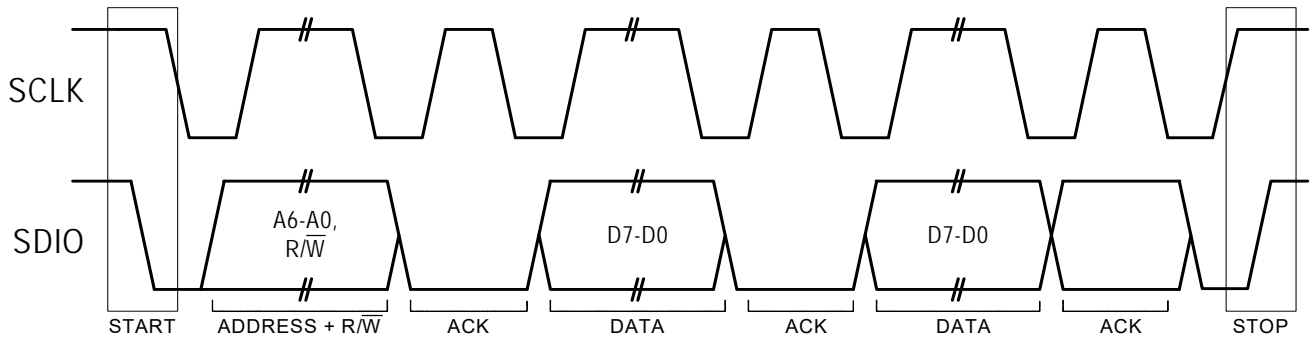 SCLK
SDIO
A6-A0,
R/W̅
D7-D0
D7-D0
START
ADDRESS + R/W̅
ACK
DATA
ACK
DATA
ACK
STOP